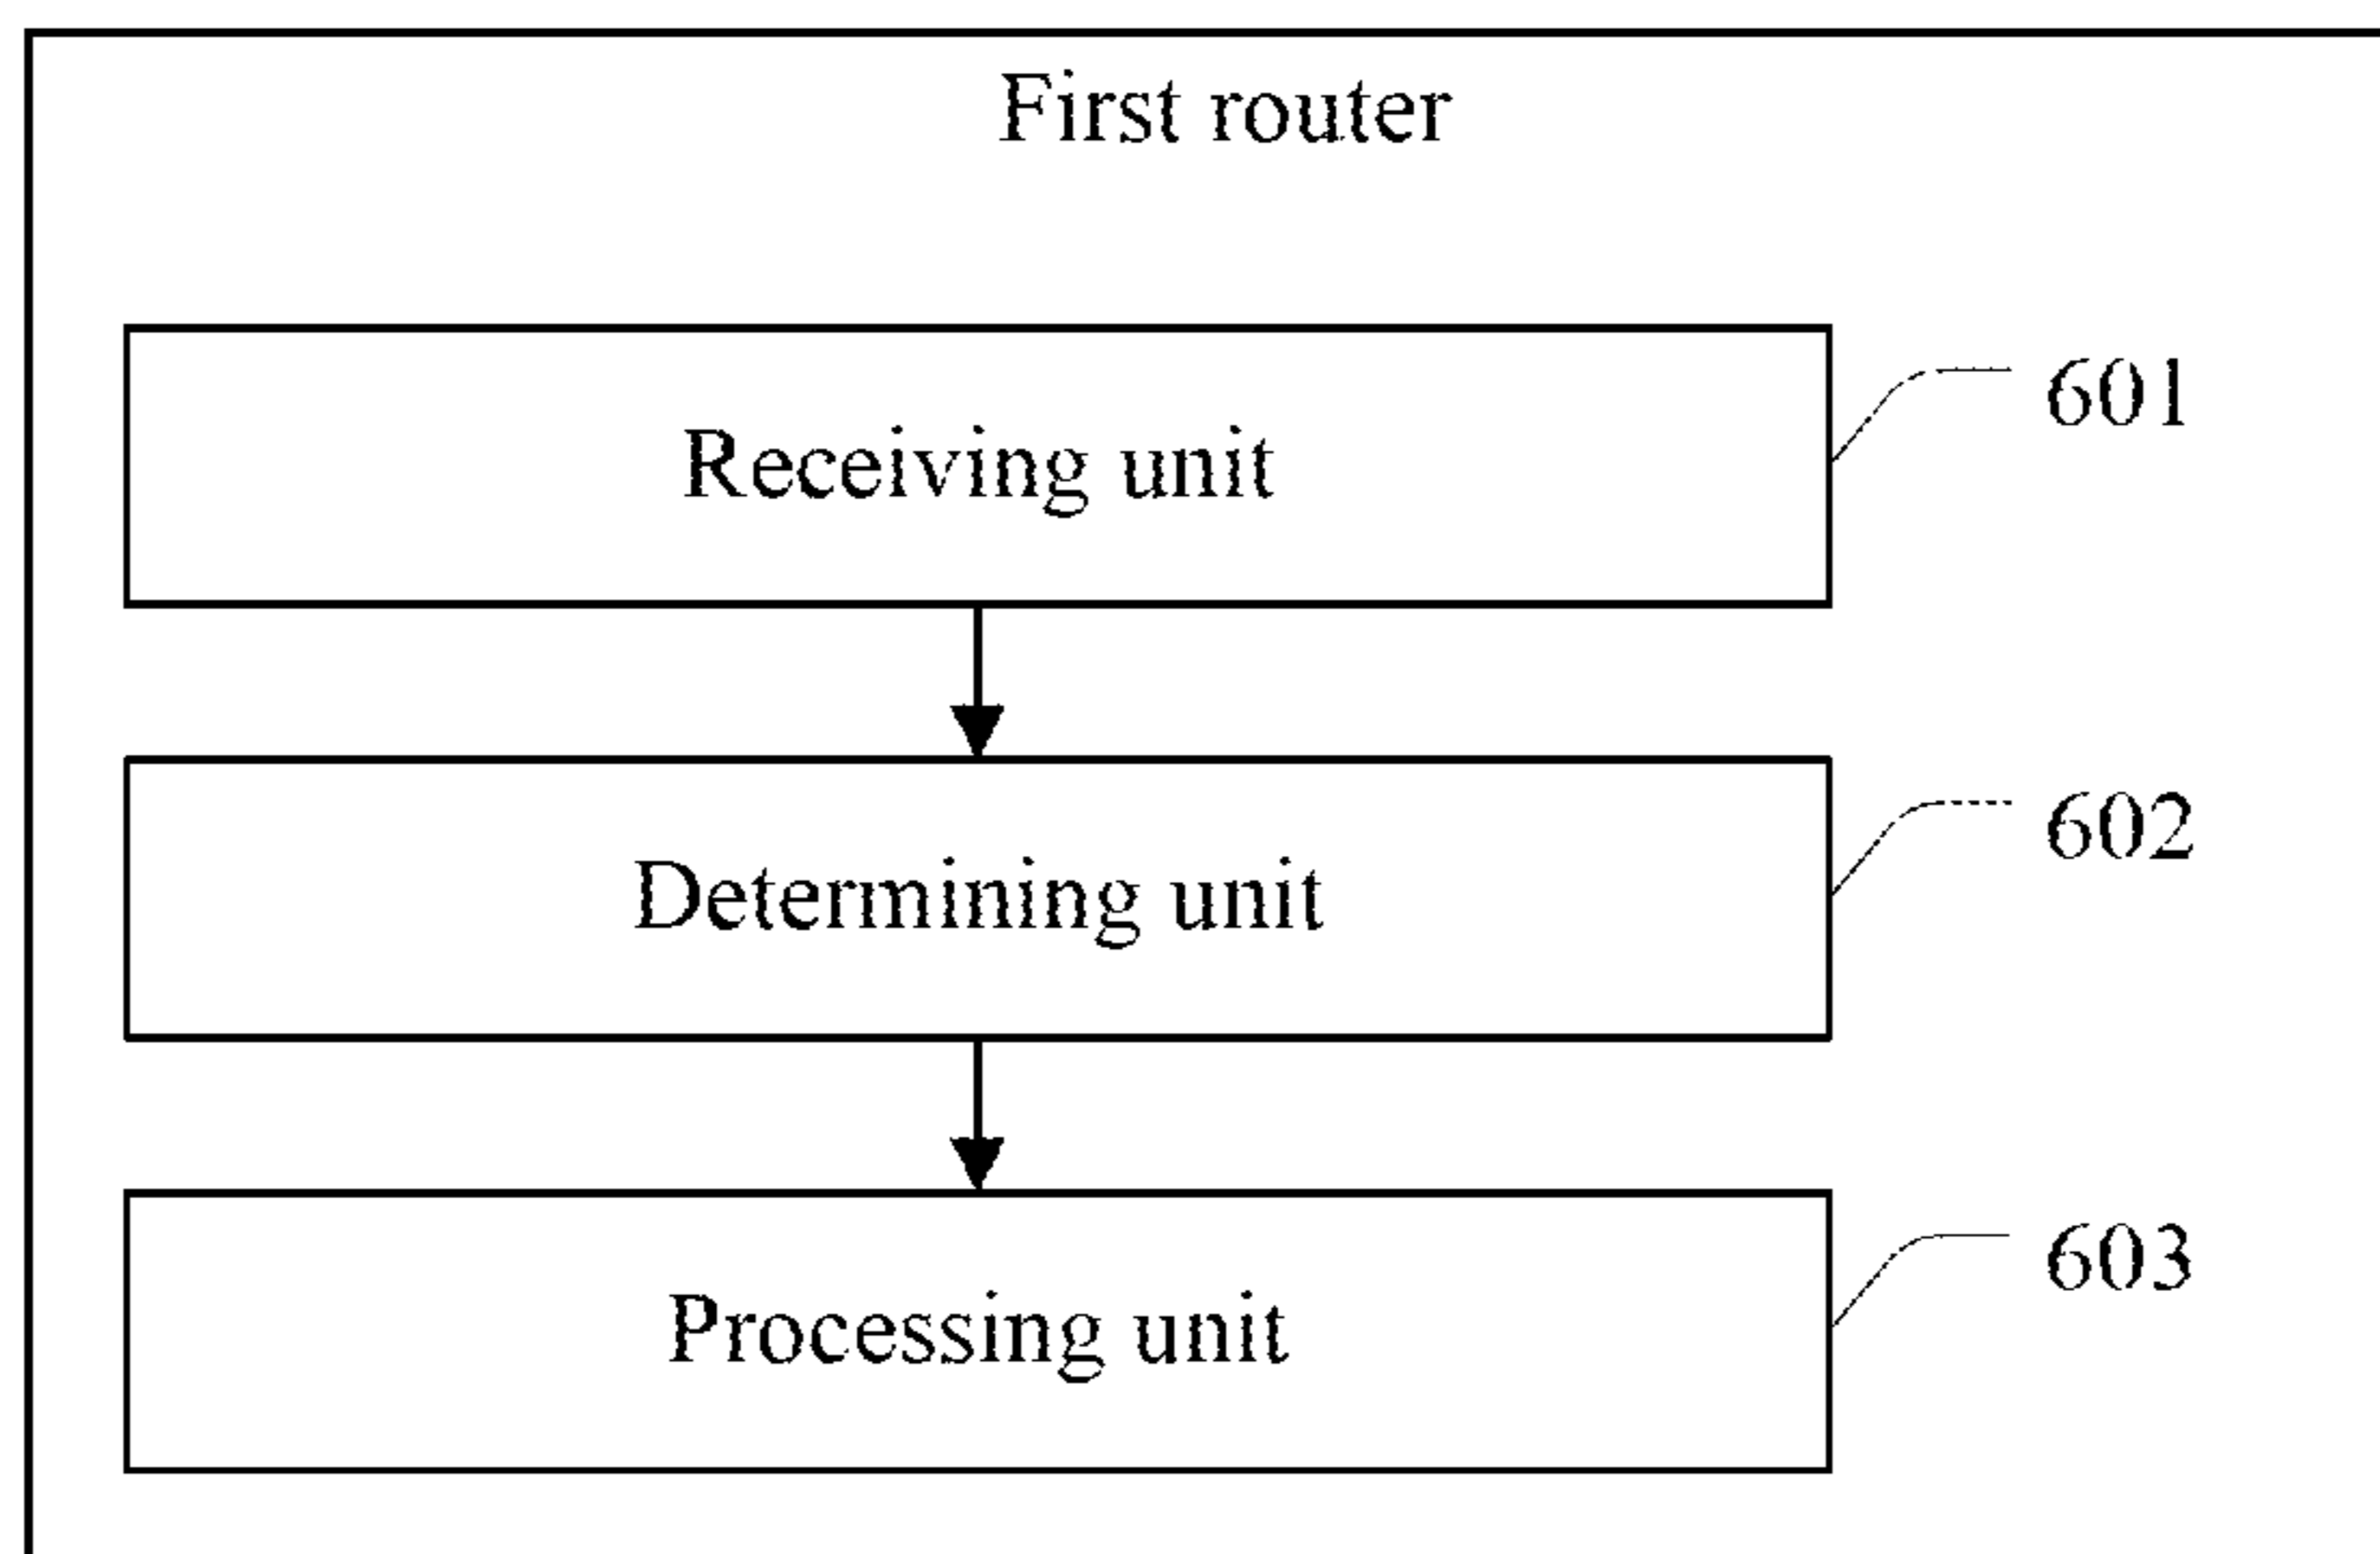 First router
Receiving unit
601
Determining unit
602
Processing unit
603